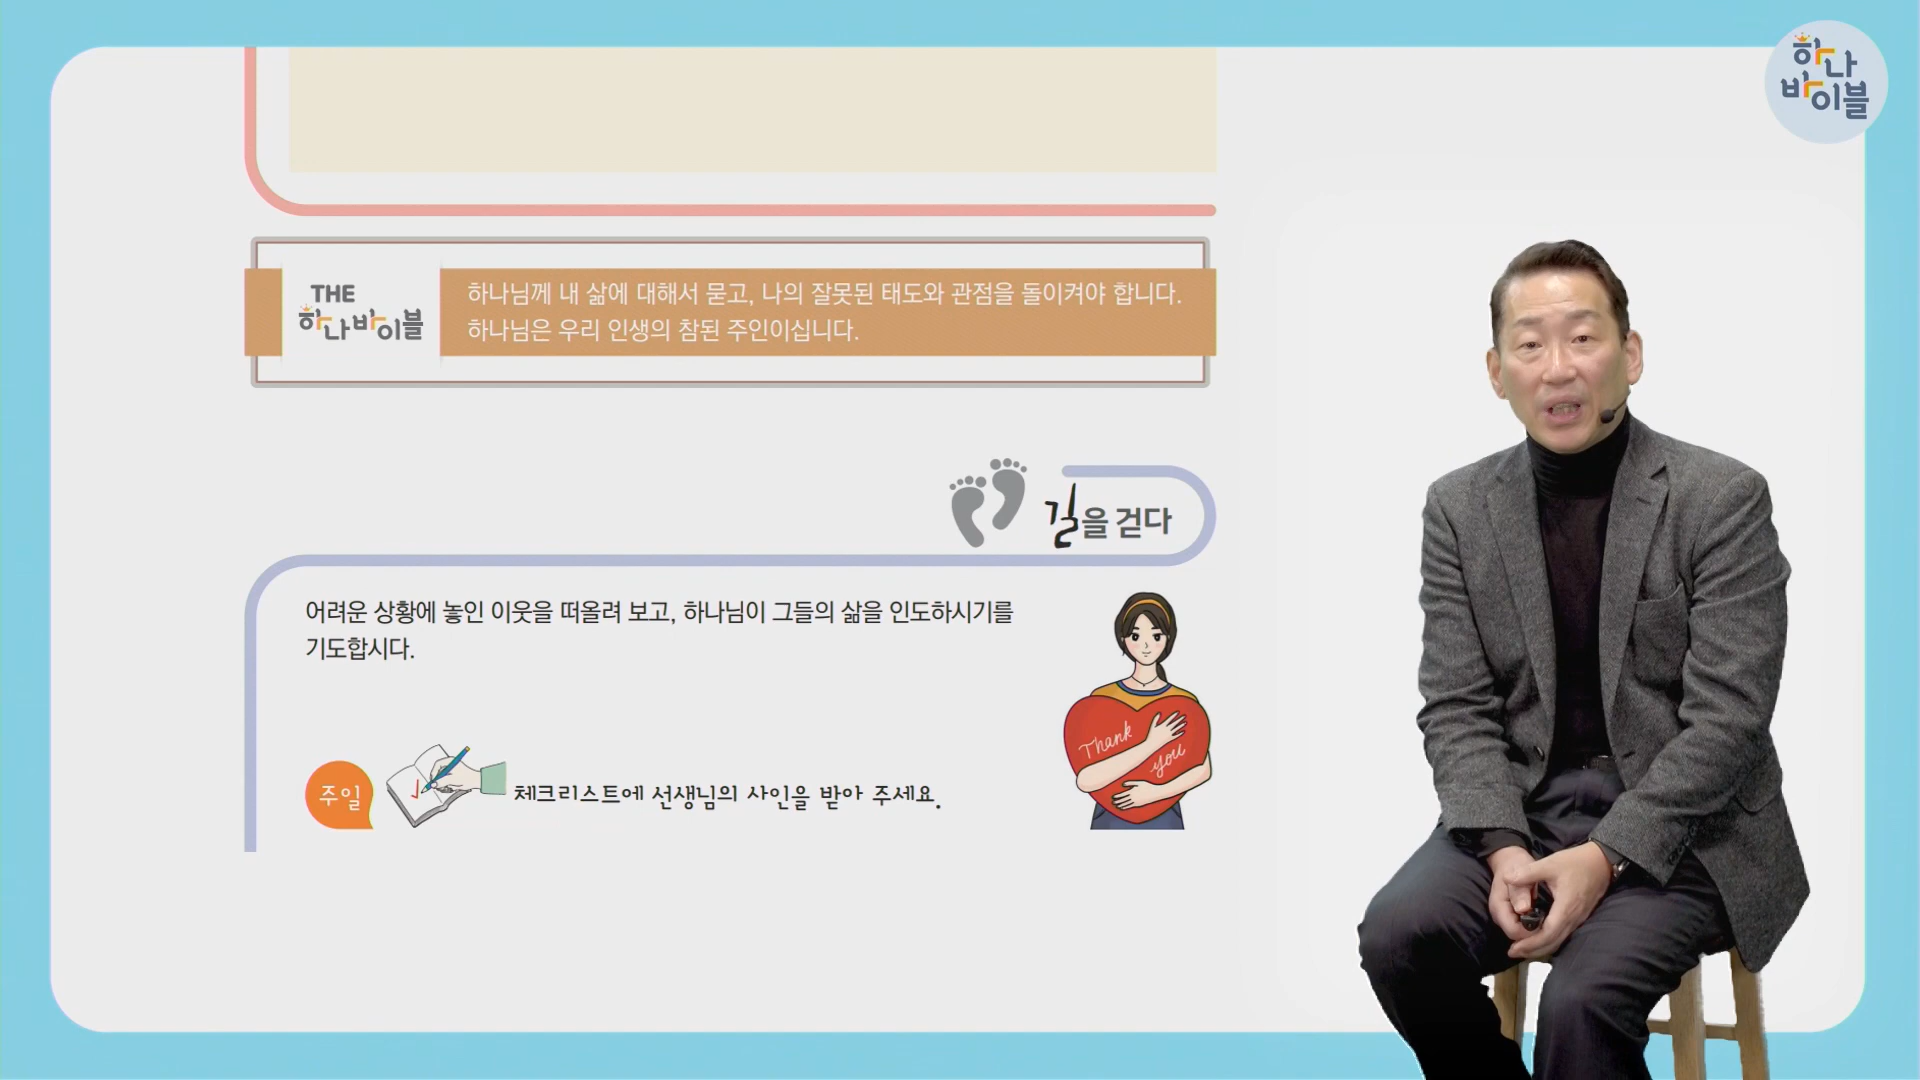 하나
바이블
THE
하나바이블
하나님께 내 삶에 대해서 묻고, 나의 잘못된 태도와 관점을 돌이켜야 합니다.
하나님은 우리 인생의 참된 주인이십니다.
길을 걷다
어려운 상황에 놓인 이웃을 떠올려 보고, 하나님이 그들의 삶을 인도하시기를
기도합시다.
Thank
you
주일
체크리스트에 선생님의 사인을 받아 주세요.